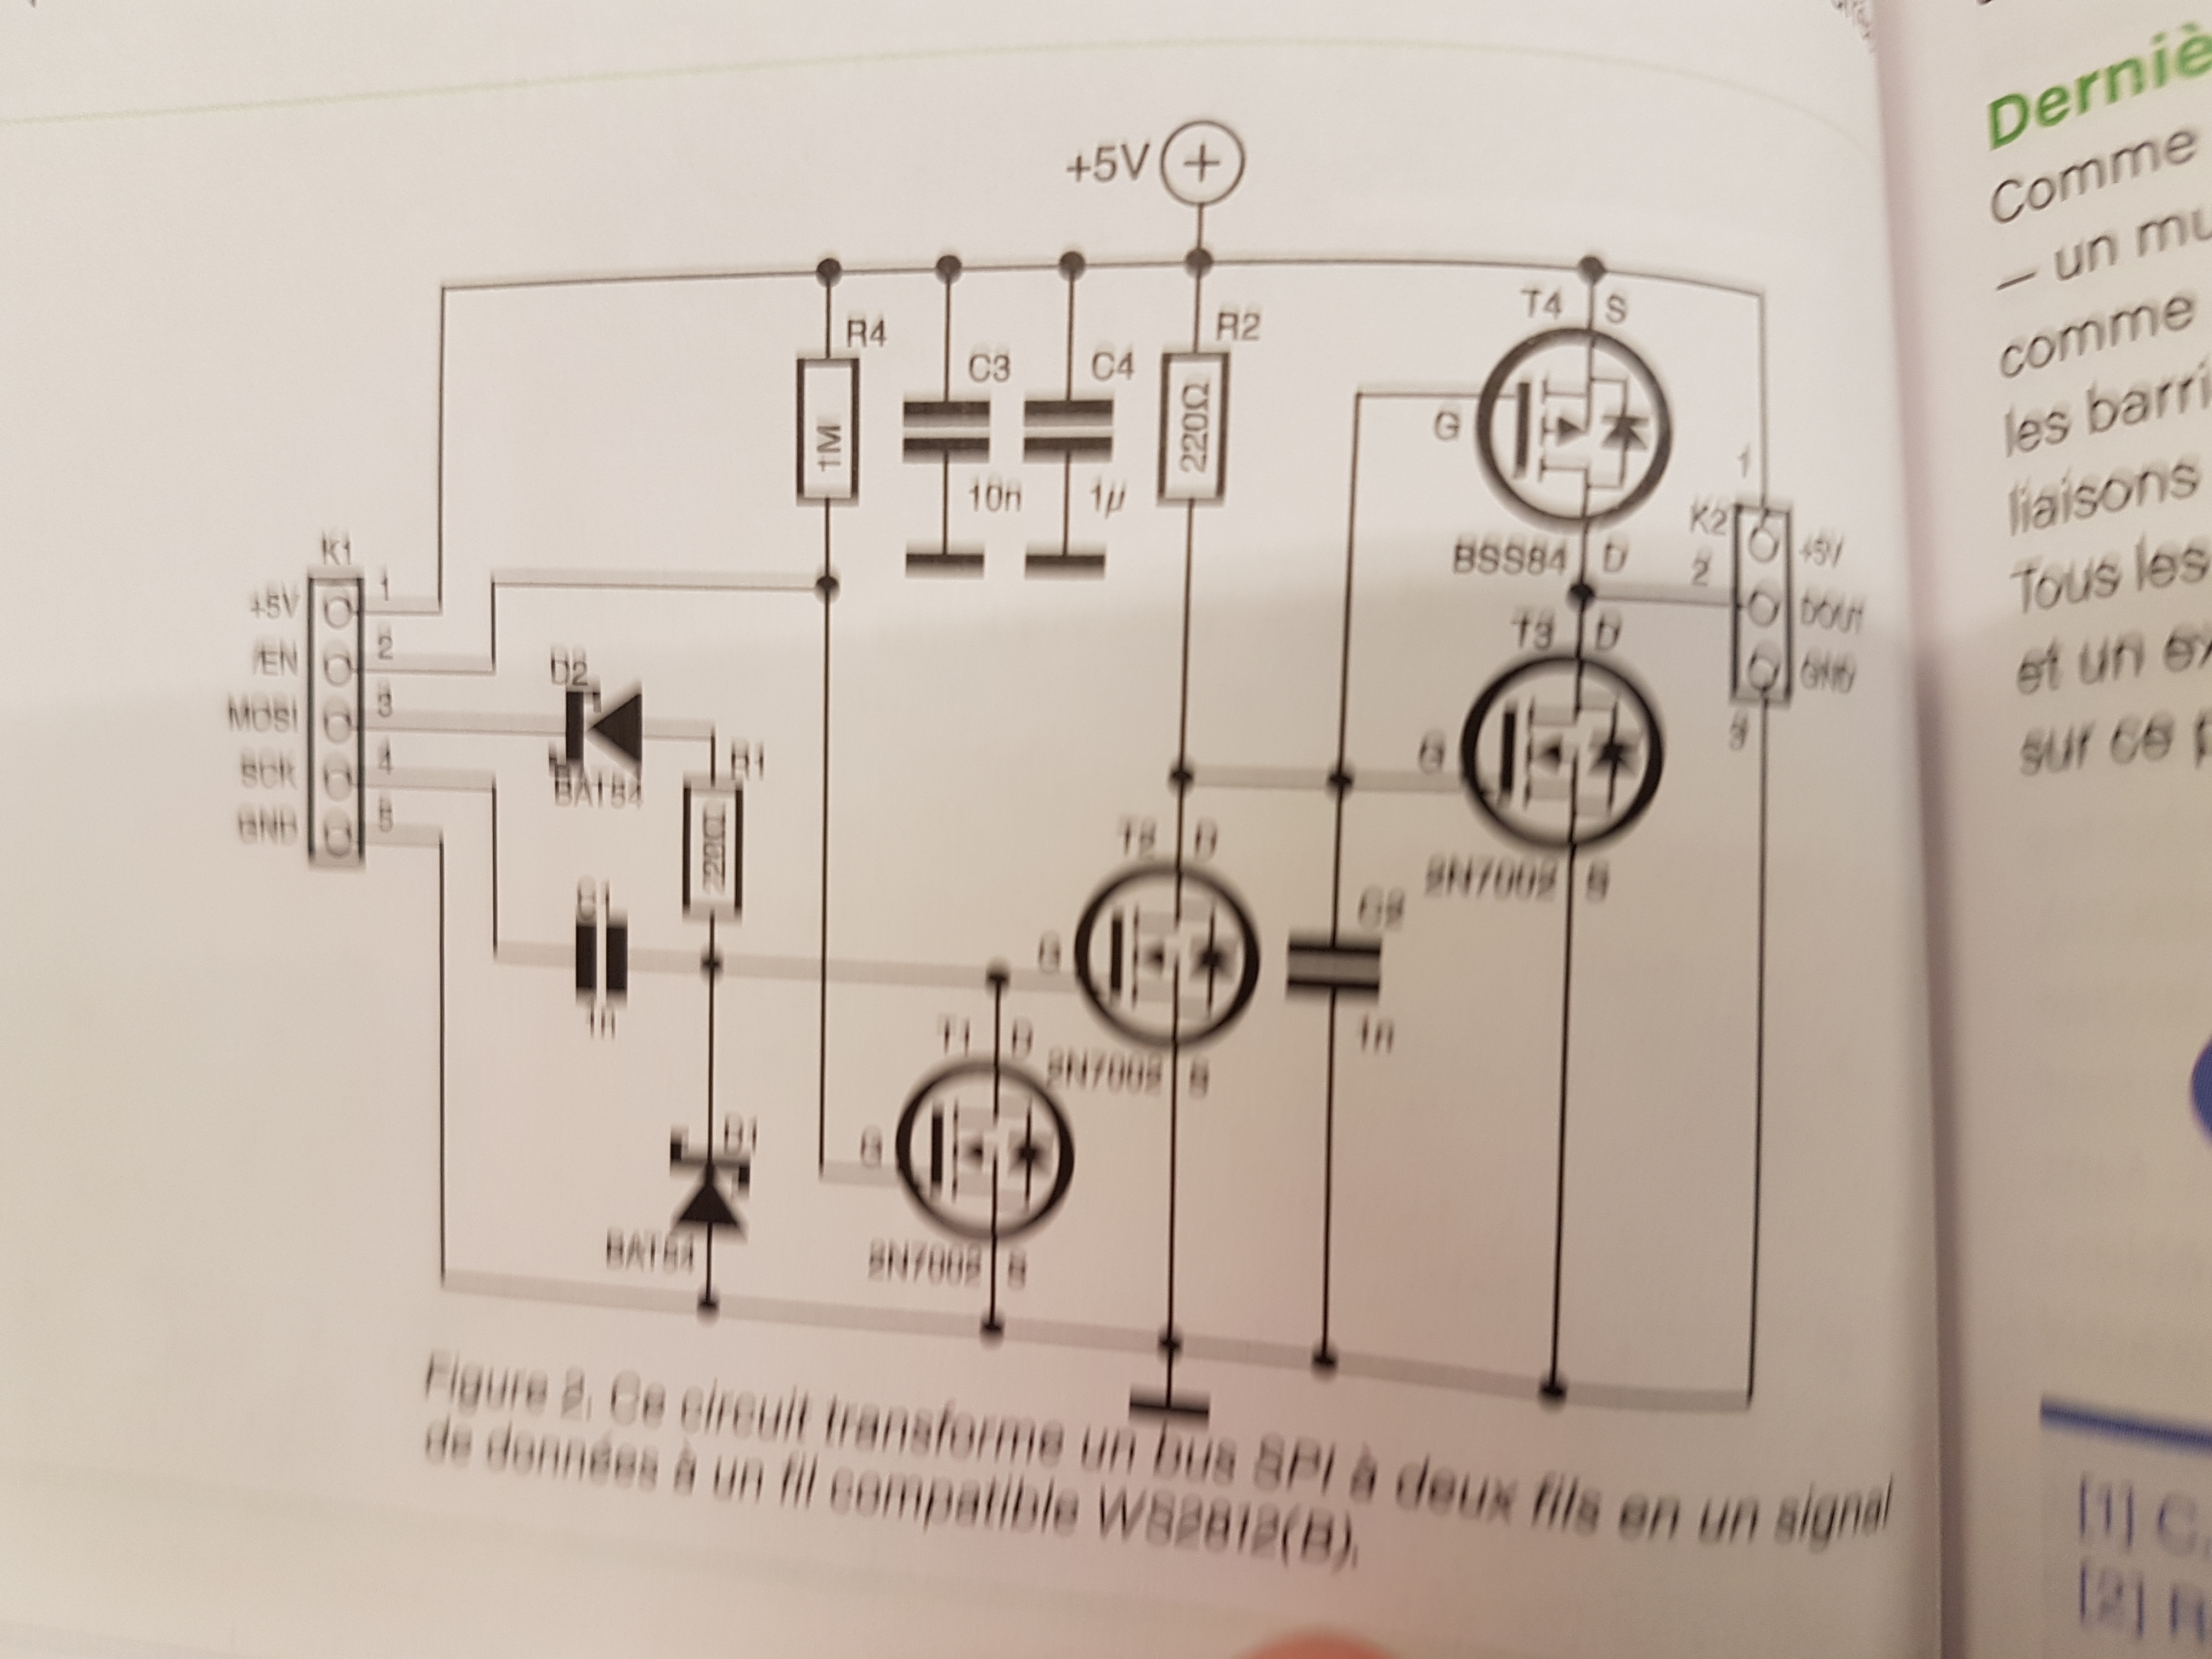 +5V
R4
1M
C3
10n
C4
1µ
R2
220Ω
T4
S
G
BSS84
D
1
K2
2
+5V
DOUT
GND
3
K1
+5V
1
/EN
2
MOSI
3
SCK
4
GND
5
D2
BAT54
R1
220Ω
C1
1n
T3
D
G
2N7002
S
T2
D
G
2N7002
S
C2
1n
T1
D
G
2N7002
S
D1
BAT54
Figure 2. Ce circuit transforme un bus SPI à deux fils en un signal
de données à un fil compatible WS2812(B).
Derniè
Comme
– un mu
comme
les barri
liaisons
Tous les
et un ex
sur ce p
[1] C.
[2] R